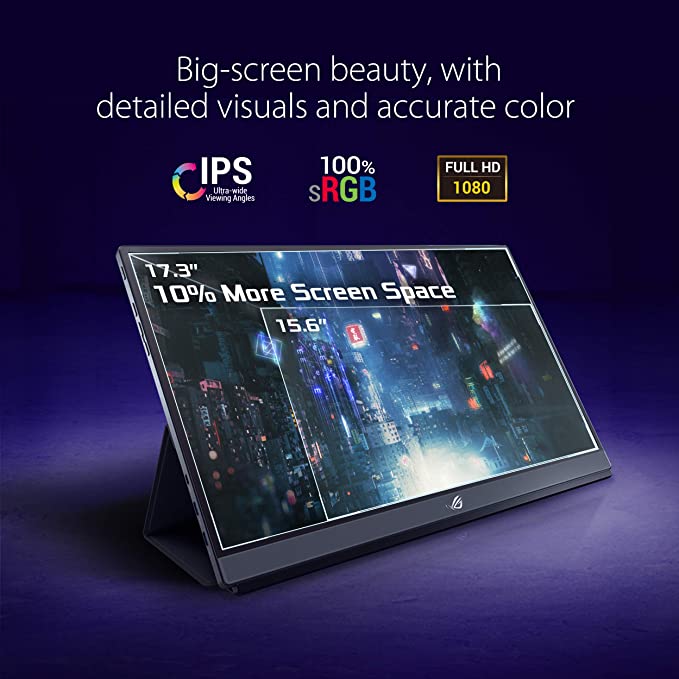 Big-screen beauty, with
detailed visuals and accurate color
IPS
Ultra-wide
Viewing Angles
100%
sRGB
FULL HD
1080
17.3"
10% More Screen Space
15.6"